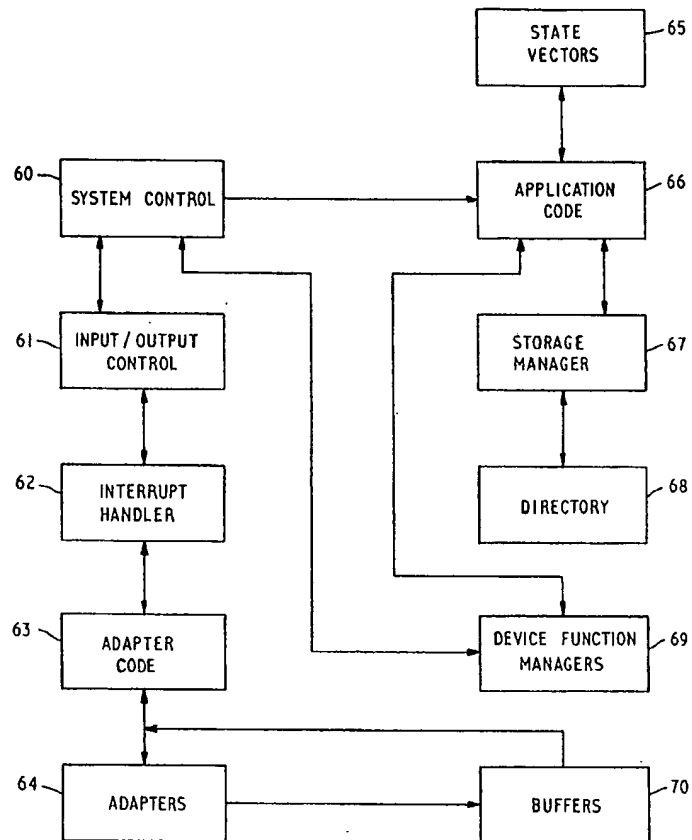 STATE
VECTORS
65
60
SYSTEM CONTROL
APPLICATION
CODE
66
61
INPUT / OUTPUT
CONTROL
STORAGE
MANAGER
67
62
INTERRUPT
HANDLER
DIRECTORY
68
63
ADAPTER
CODE
DEVICE FUNCTION
MANAGERS
69
64
ADAPTERS
BUFFERS
70